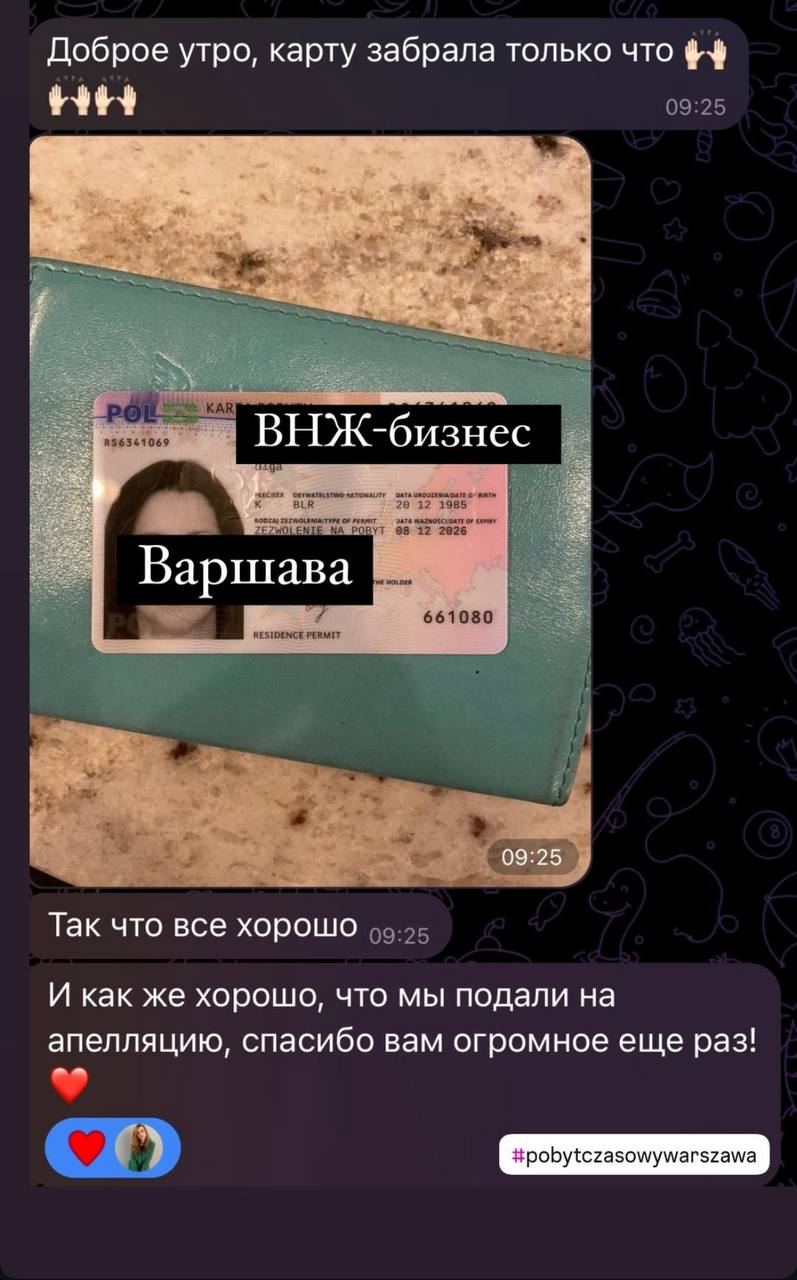 Доброе утро, карту забрала только что 🙌🏻
🙌🏻🙌🏻
09:25
POL
RS6341069
ВНЖ-бизнес
PŁEĆ/SEX OBYWATELSTWO/NATIONALITY DATA URODZENIA/DATE OF BIRTH
K BLR 20 12 1985
RODZAJ ZEZWOLENIA/TYPE OF PERMIT DATA WAŻNOŚCI/DATE OF EXPIRY
ZEZWOLENIE NA POBYT 08 12 2026
Варшава
THE HOLDER
661080
RESIDENCE PERMIT
09:25
Так что все хорошо 09:25
И как же хорошо, что мы подали на
апелляцию, спасибо вам огромное еще раз!
❤️
#pobytczasowywarszawa